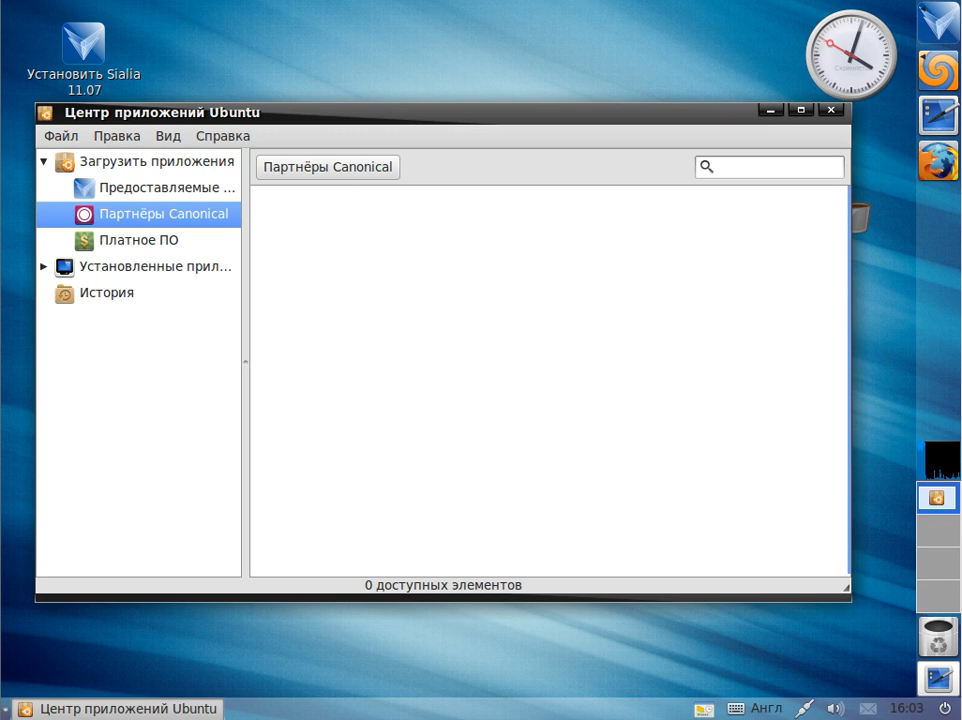 Установить Sialia
11.07
Центр приложений Ubuntu
Файл Правка Вид Справка
Загрузить приложения
Предоставляемые ...
Партнёры Canonical
Платное ПО
Установленные прил...
История
Партнёры Canonical
0 доступных элементов
Центр приложений Ubuntu
Англ
16:03